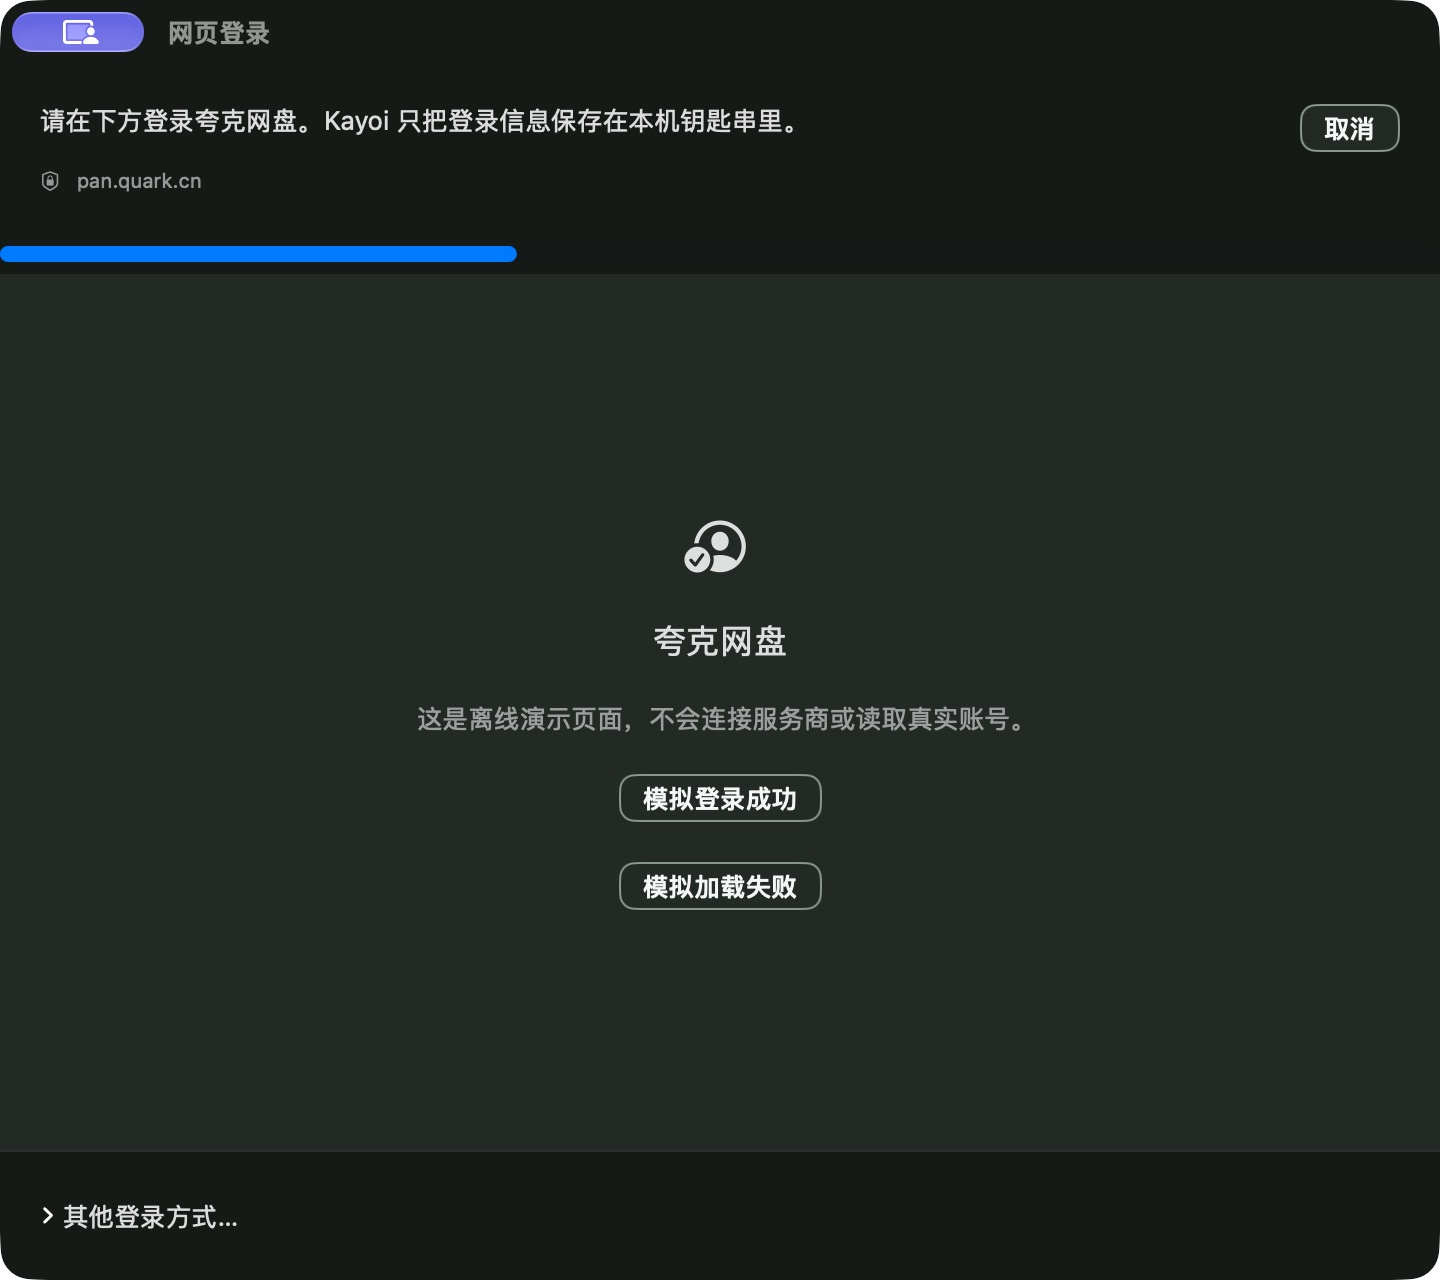 网页登录
请在下方登录夸克网盘。Kayoi 只把登录信息保存在本机钥匙串里。
取消
pan.quark.cn
夸克网盘
这是离线演示页面，不会连接服务商或读取真实账号。
模拟登录成功
模拟加载失败
其他登录方式...